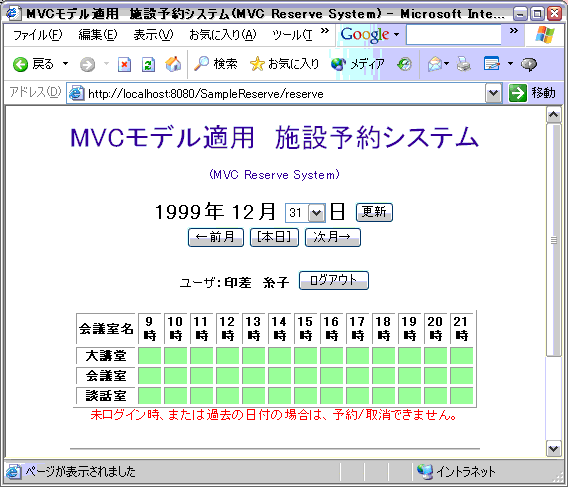 MVCモデル適用　施設予約システム(MVC Reserve System) - Microsoft Inte...
ファイル(F) 編集(E) 表示(V) お気に入り(A) ツール(T) » Google »
戻る 検索 お気に入り メディア
アドレス(D) http://localhost:8080/SampleReserve/reserve 移動
MVCモデル適用　施設予約システム
(MVC Reserve System)
1999年 12月 31 日 更新
←前月 [本日] 次月→
ユーザ:印差　糸子 ログアウト
会議室名 9時 10時 11時 12時 13時 14時 15時 16時 17時 18時 19時 20時 21時
大講堂
会議室
談話室
未ログイン時、または過去の日付の場合は、予約/取消できません。
ページが表示されました イントラネット